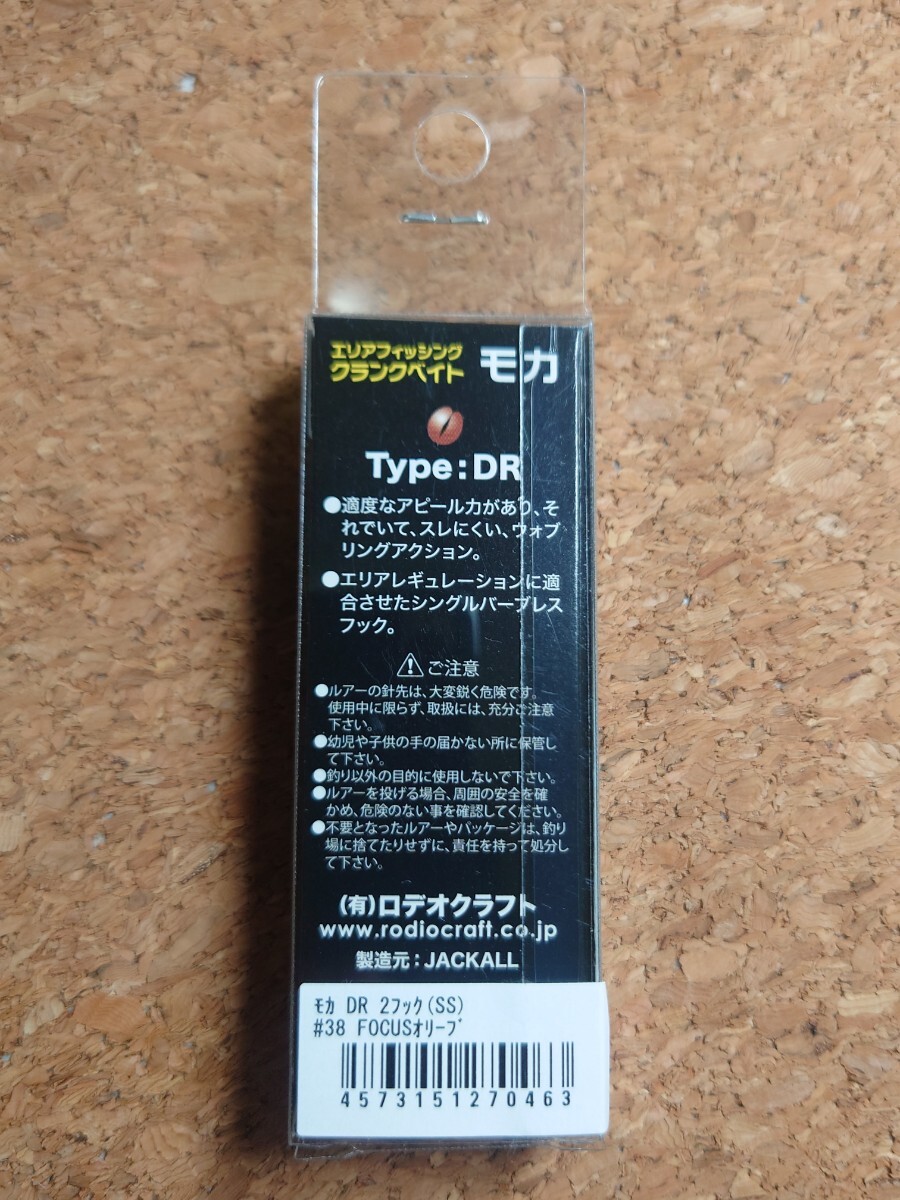 エリアフィッシング
クランクベイト モカ
Type:DR
●適度なアピール力があり、そ
れでいて、スレにくい、ウォブ
リングアクション。
●エリアレギュレーションに適
合させたシングルバーブレス
フック。
⚠ご注意
●ルアーの針先は、大変鋭く危険です。
使用中に限らず、取扱には、充分ご注意
下さい。
●幼児や子供の手の届かない所に保管し
て下さい。
●釣り以外の目的に使用しないで下さい。
●ルアーを投げる場合、周囲の安全を確
かめ、危険のない事を確認してください。
●不要となったルアーやパッケージは、釣り
場に捨てたりせずに、責任を持って処分し
て下さい。
(有)ロデオクラフト
www.rodiocraft.co.jp
製造元:JACKALL
ﾓｶ DR 2ﾌｯｸ(SS)
#38 FOCUSｵﾘｰﾌﾞ
4573151270463